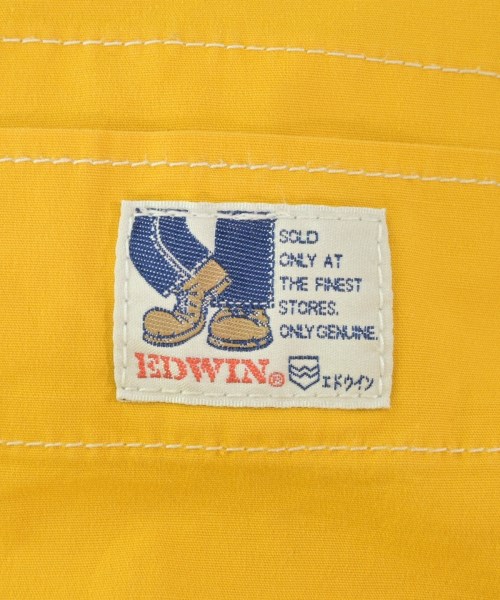 SOLD
ONLY AT
THE FINEST
STORES.
ONLY GENUINE.
EDWIN®
エドウイン